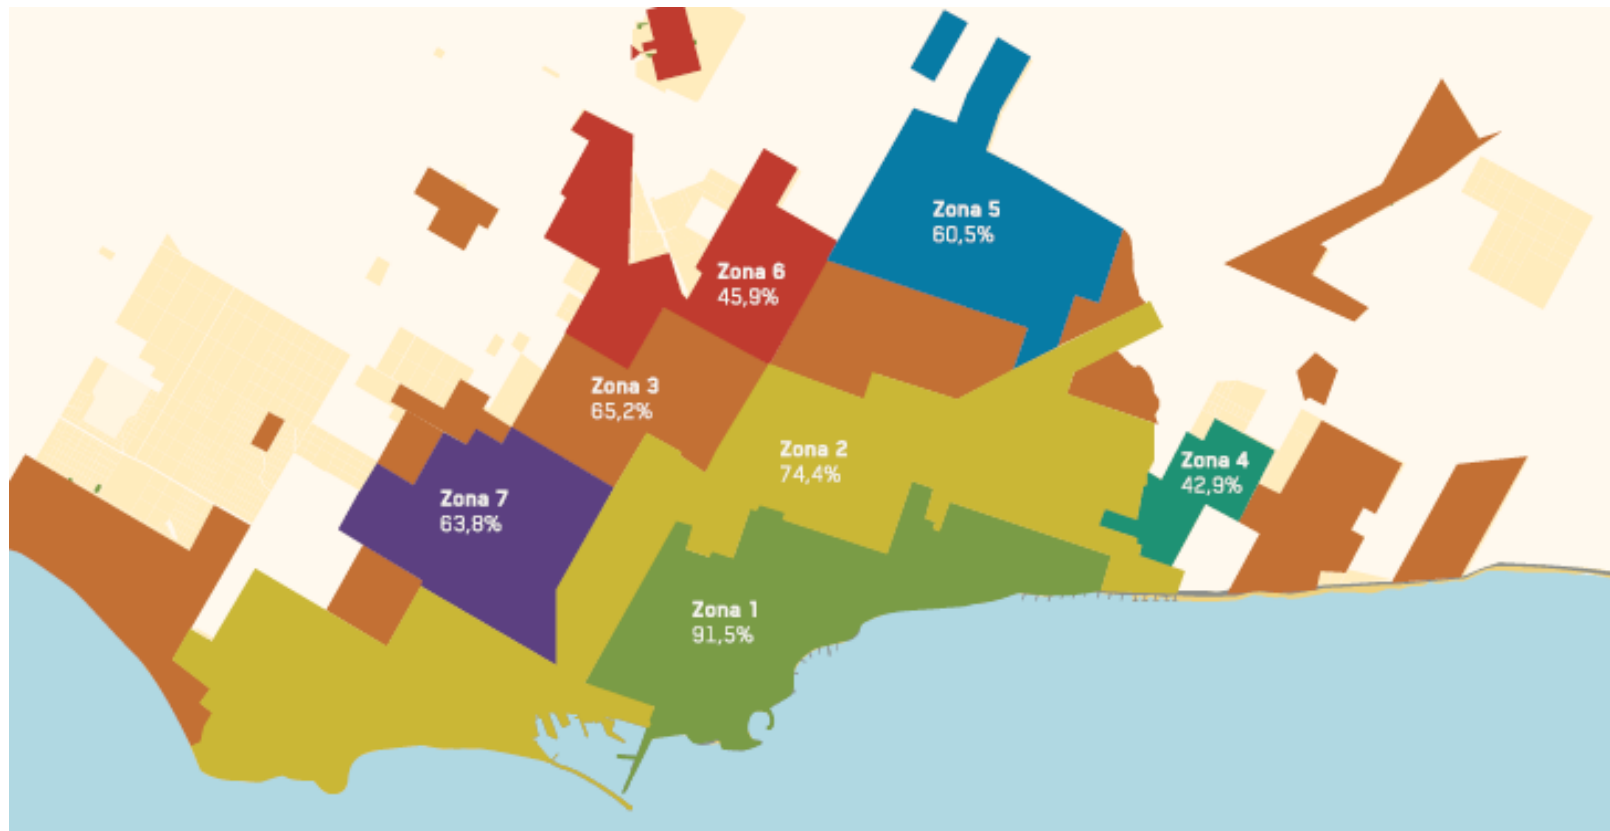 Zona 5
60,5%
Zona 6
45,9%
Zona 3
65,2%
Zona 2
74,4%
Zona 4
42,9%
Zona 7
63,8%
Zona 1
91,5%